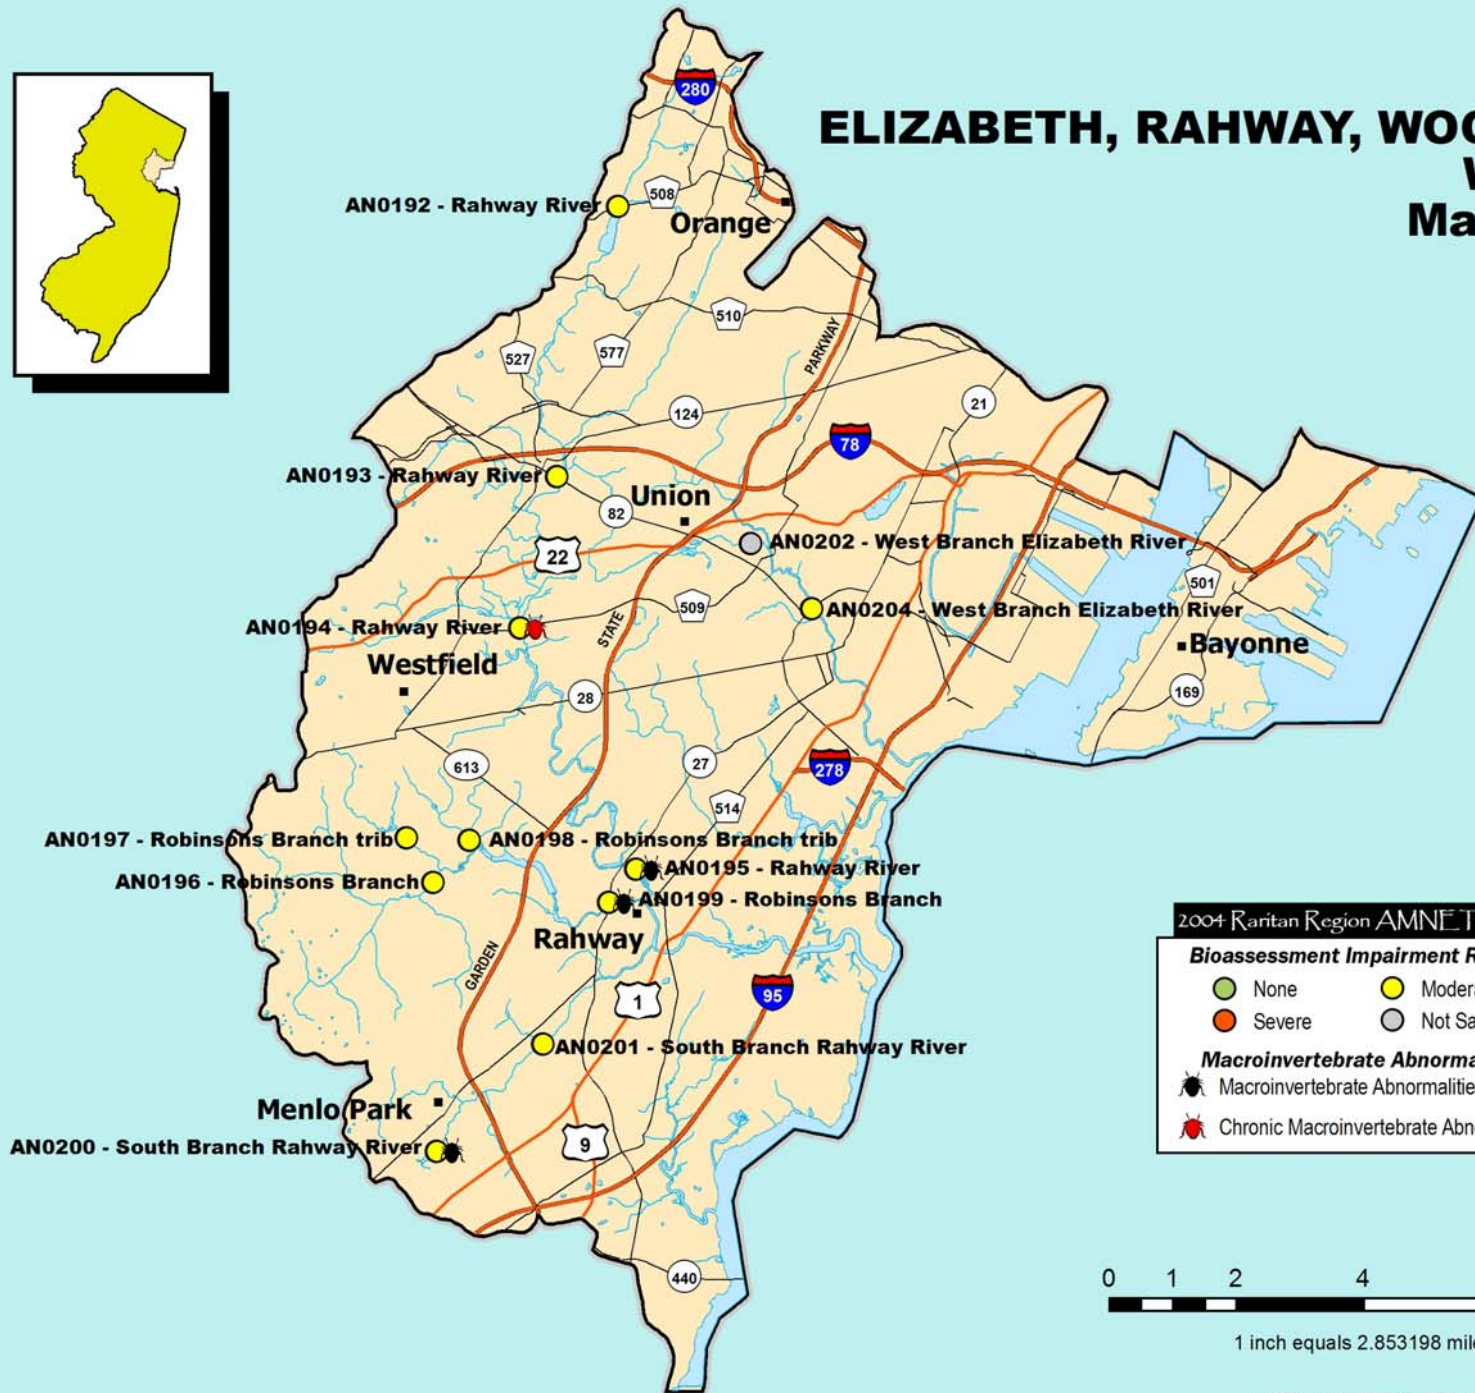 ELIZABETH, RAHWAY, WOO
Ma
280
508
AN0192 - Rahway River
Orange
510
PARKWAY
527
577
124
21
78
AN0193 - Rahway River
Union
82
22
AN0202 - West Branch Elizabeth River
501
509
AN0204 - West Branch Elizabeth River
STATE
AN0194 - Rahway River
Bayonne
Westfield
28
169
613
27
278
514
AN0197 - Robinsons Branch trib
AN0198 - Robinsons Branch trib
AN0195 - Rahway River
AN0196 - Robinsons Branch
AN0199 - Robinsons Branch
Rahway
GARDEN
1
95
AN0201 - South Branch Rahway River
Menlo Park
AN0200 - South Branch Rahway River
9
440
2004 Raritan Region AMNET
Bioassessment Impairment R
None
Modera
Severe
Not Sa
Macroinvertebrate Abnorma
Macroinvertebrate Abnormalitie
Chronic Macroinvertebrate Abn
0 1 2 4
1 inch equals 2.853198 mile